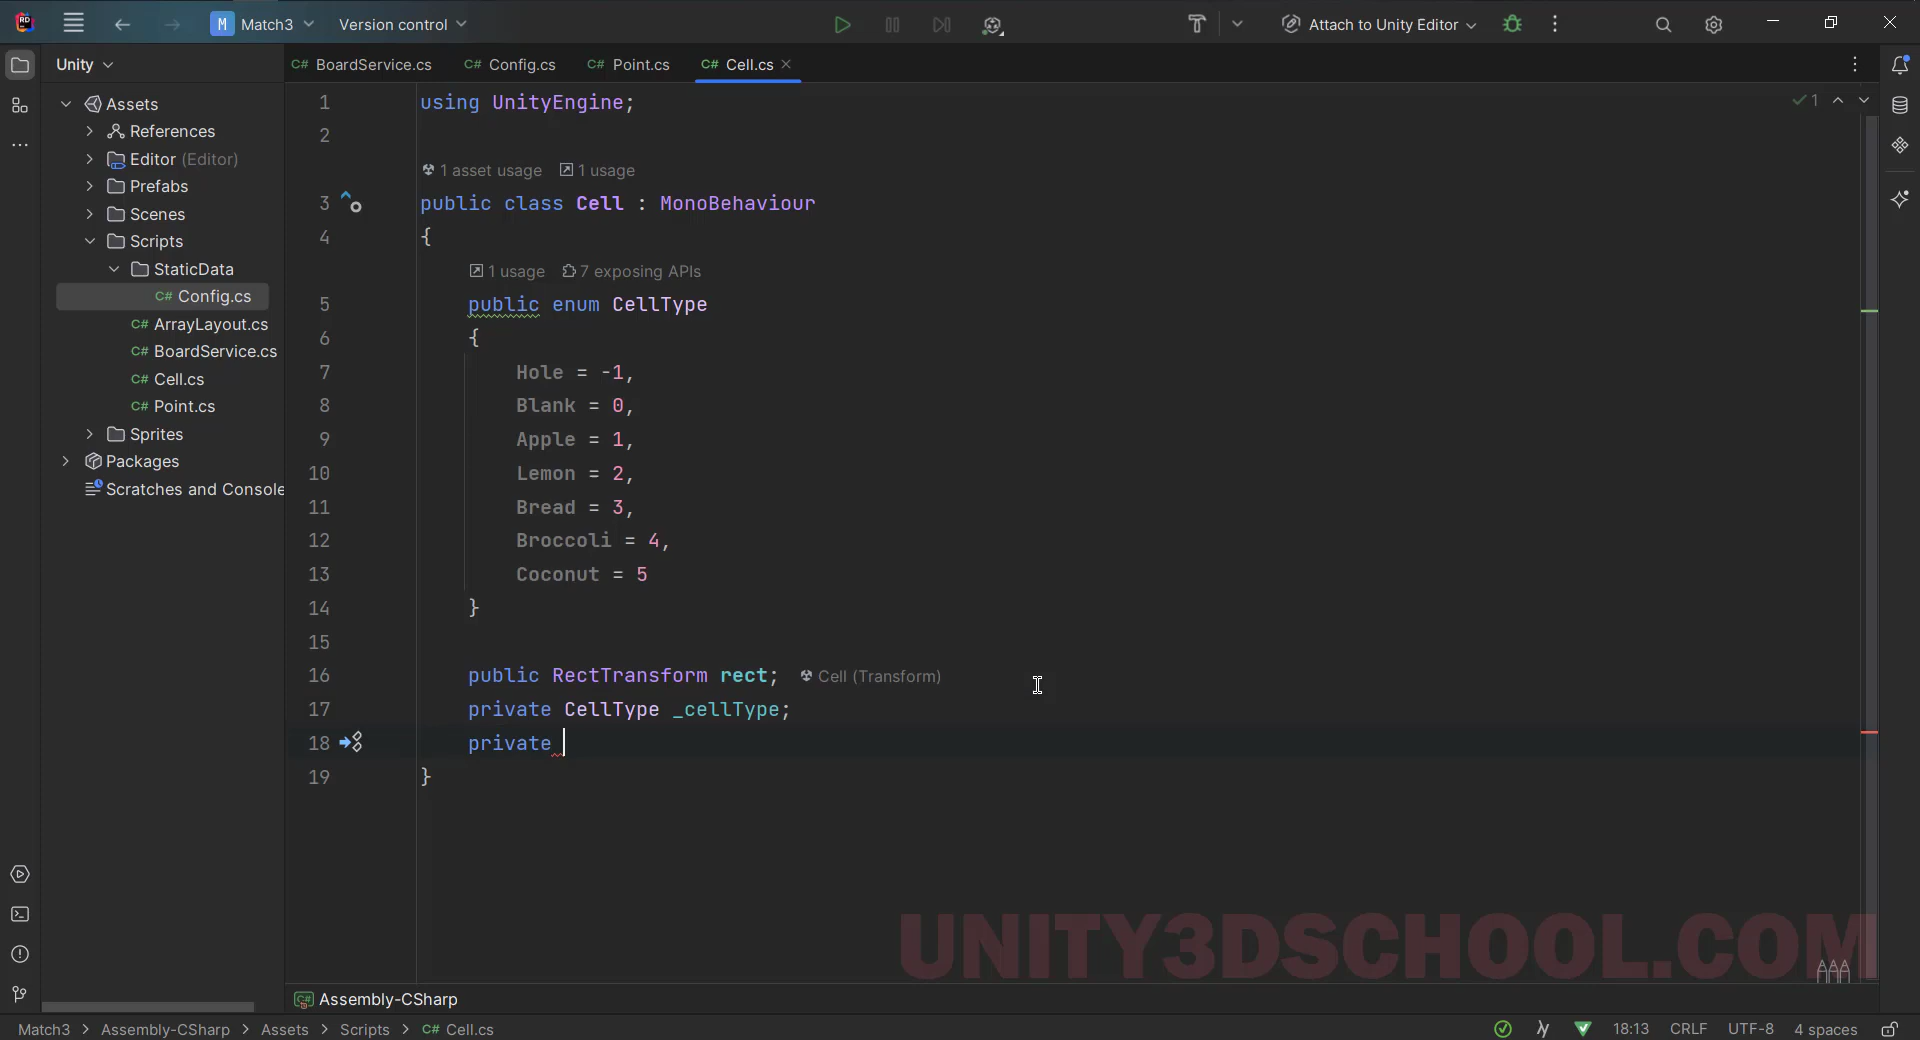 Match3 Version control Attach to Unity Editor
Unity
C# BoardService.cs C# Config.cs C# Point.cs C# Cell.cs
Assets
References
Editor (Editor)
Prefabs
Scenes
Scripts
StaticData
C# Config.cs
C# ArrayLayout.cs
C# BoardService.cs
C# Cell.cs
C# Point.cs
Sprites
Packages
Scratches and Console
1 using UnityEngine;
2
1 asset usage 1 usage
3 public class Cell : MonoBehaviour
4 {
1 usage 7 exposing APIs
5 public enum CellType
6 {
7 Hole = -1,
8 Blank = 0,
9 Apple = 1,
10 Lemon = 2,
11 Bread = 3,
12 Broccoli = 4,
13 Coconut = 5
14 }
15
16 public RectTransform rect; Cell (Transform)
17 private CellType _cellType;
18 private
19 }
1
UNITY3DSCHOOL.COM
C# Assembly-CSharp
Match3 > Assembly-CSharp > Assets > Scripts > C# Cell.cs
18:13 CRLF UTF-8 4 spaces